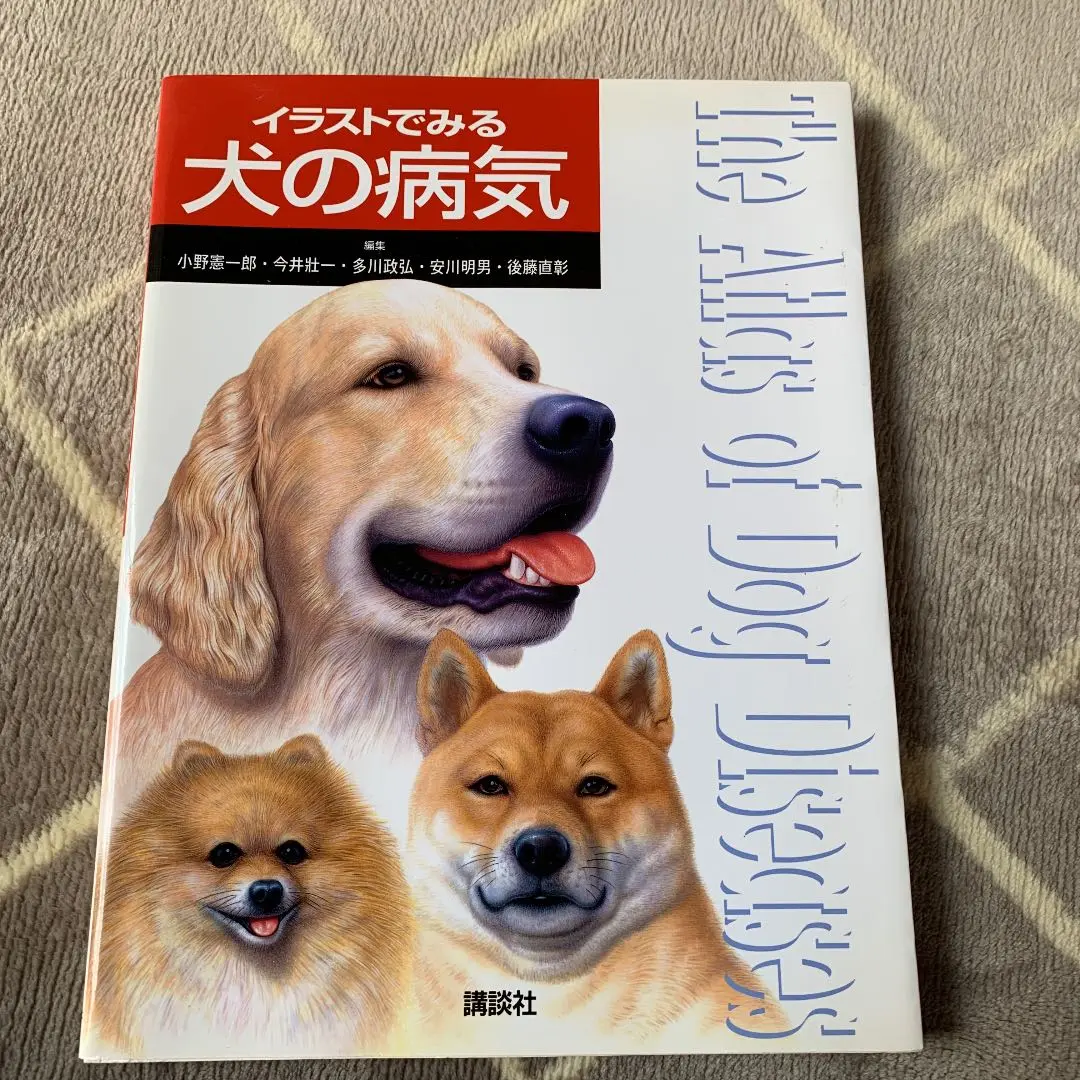 イラストでみる
犬の病気
編集
小野憲一郎・今井壯一・多川政弘・安川明男・後藤直彰
The Atlas of Dog Diseases
講談社